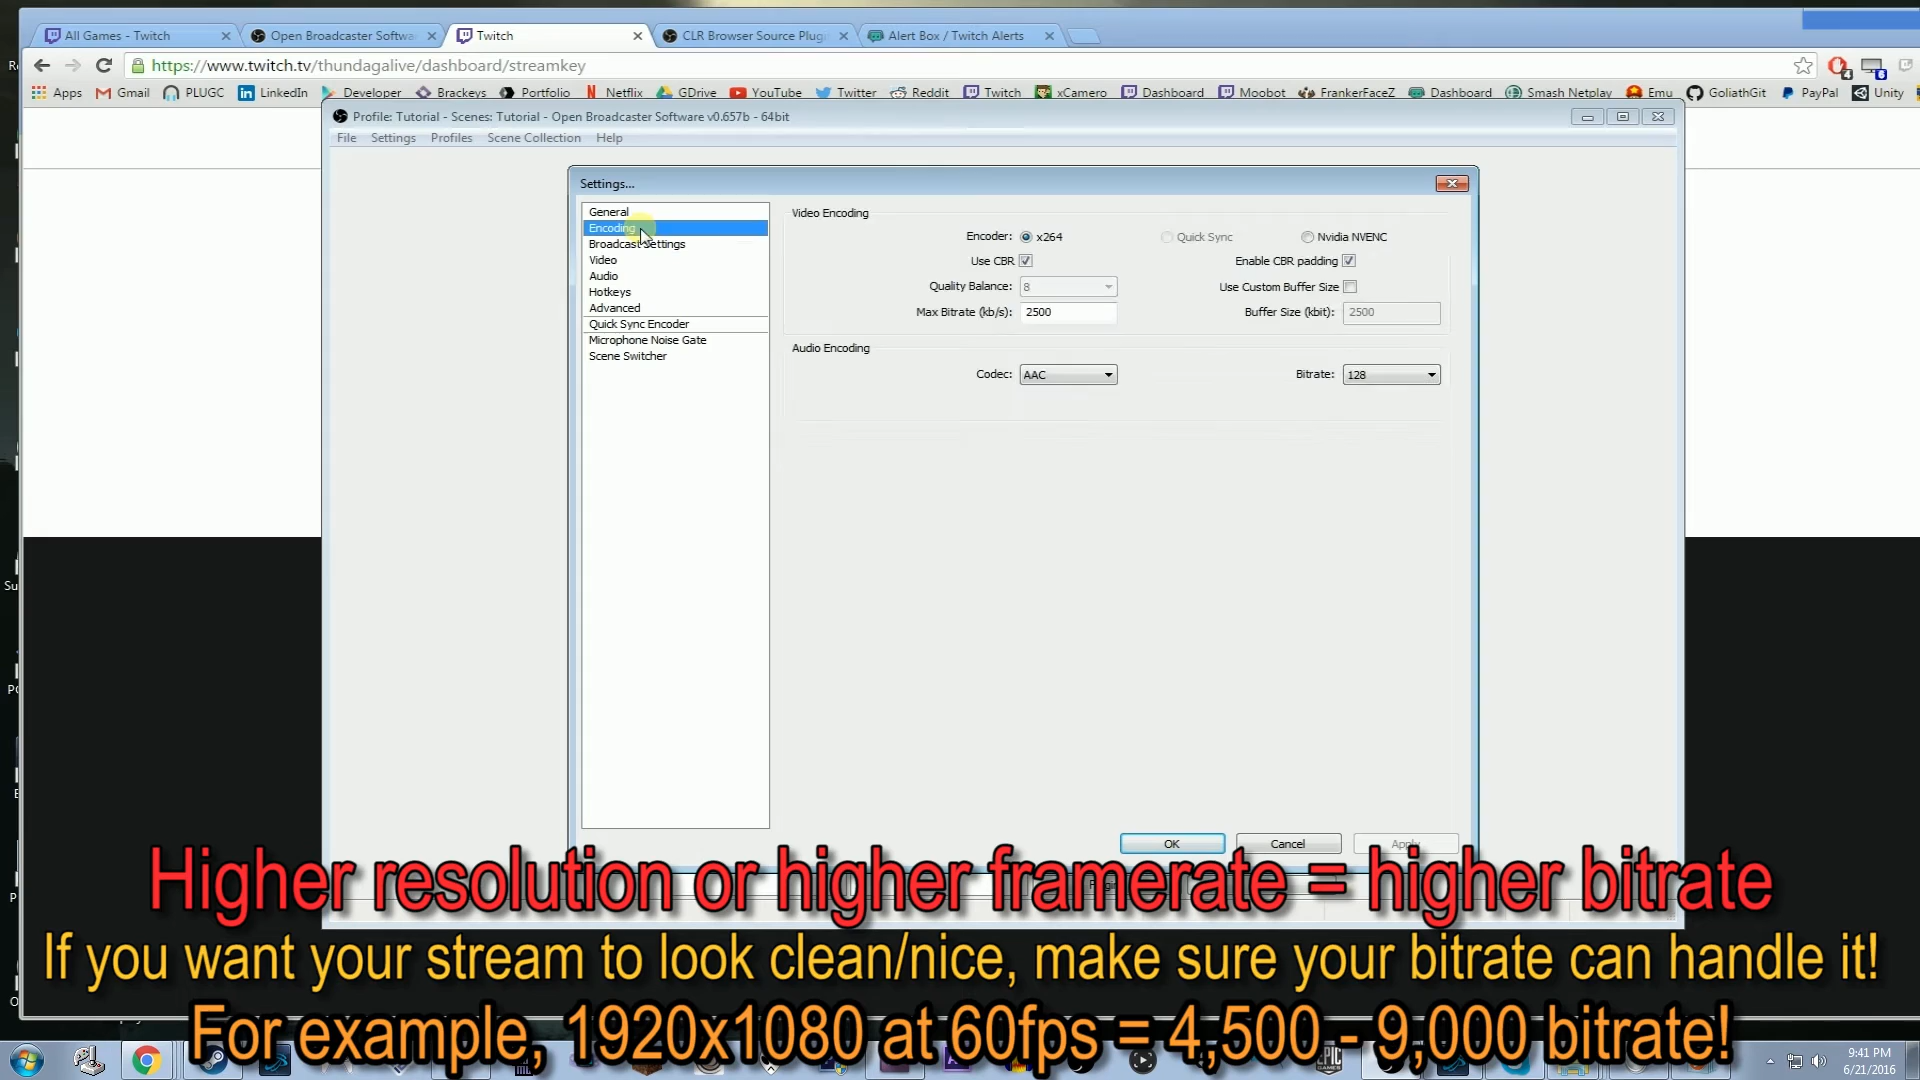 All Games - Twitch
Open Broadcaster Softwa
Twitch
CLR Browser Source Plug
Alert Box / Twitch Alerts
https://www.twitch.tv/thundagalive/dashboard/streamkey
Apps Gmail PLUGC LinkedIn Developer Brackeys Portfolio Netflix GDrive YouTube Twitter Reddit Twitch xCamero Dashboard Moobot FrankerFaceZ Dashboard Smash Netplay Emu GoliathGit PayPal Unity
Profile: Tutorial - Scenes: Tutorial - Open Broadcaster Software v0.657b - 64bit
File Settings Profiles Scene Collection Help
Settings...
General
Encoding
Broadcast Settings
Video
Audio
Hotkeys
Advanced
Quick Sync Encoder
Microphone Noise Gate
Scene Switcher
Video Encoding
Encoder: x264 Quick Sync Nvidia NVENC
Use CBR Enable CBR padding
Quality Balance: 8 Use Custom Buffer Size
Max Bitrate (kb/s): 2500 Buffer Size (kbit): 2500
Audio Encoding
Codec: AAC Bitrate: 128
OK Cancel Apply
Higher resolution or higher framerate = higher bitrate
If you want your stream to look clean/nice, make sure your bitrate can handle it!
For example, 1920x1080 at 60fps = 4,500 - 9,000 bitrate!
9:41 PM
6/21/2016